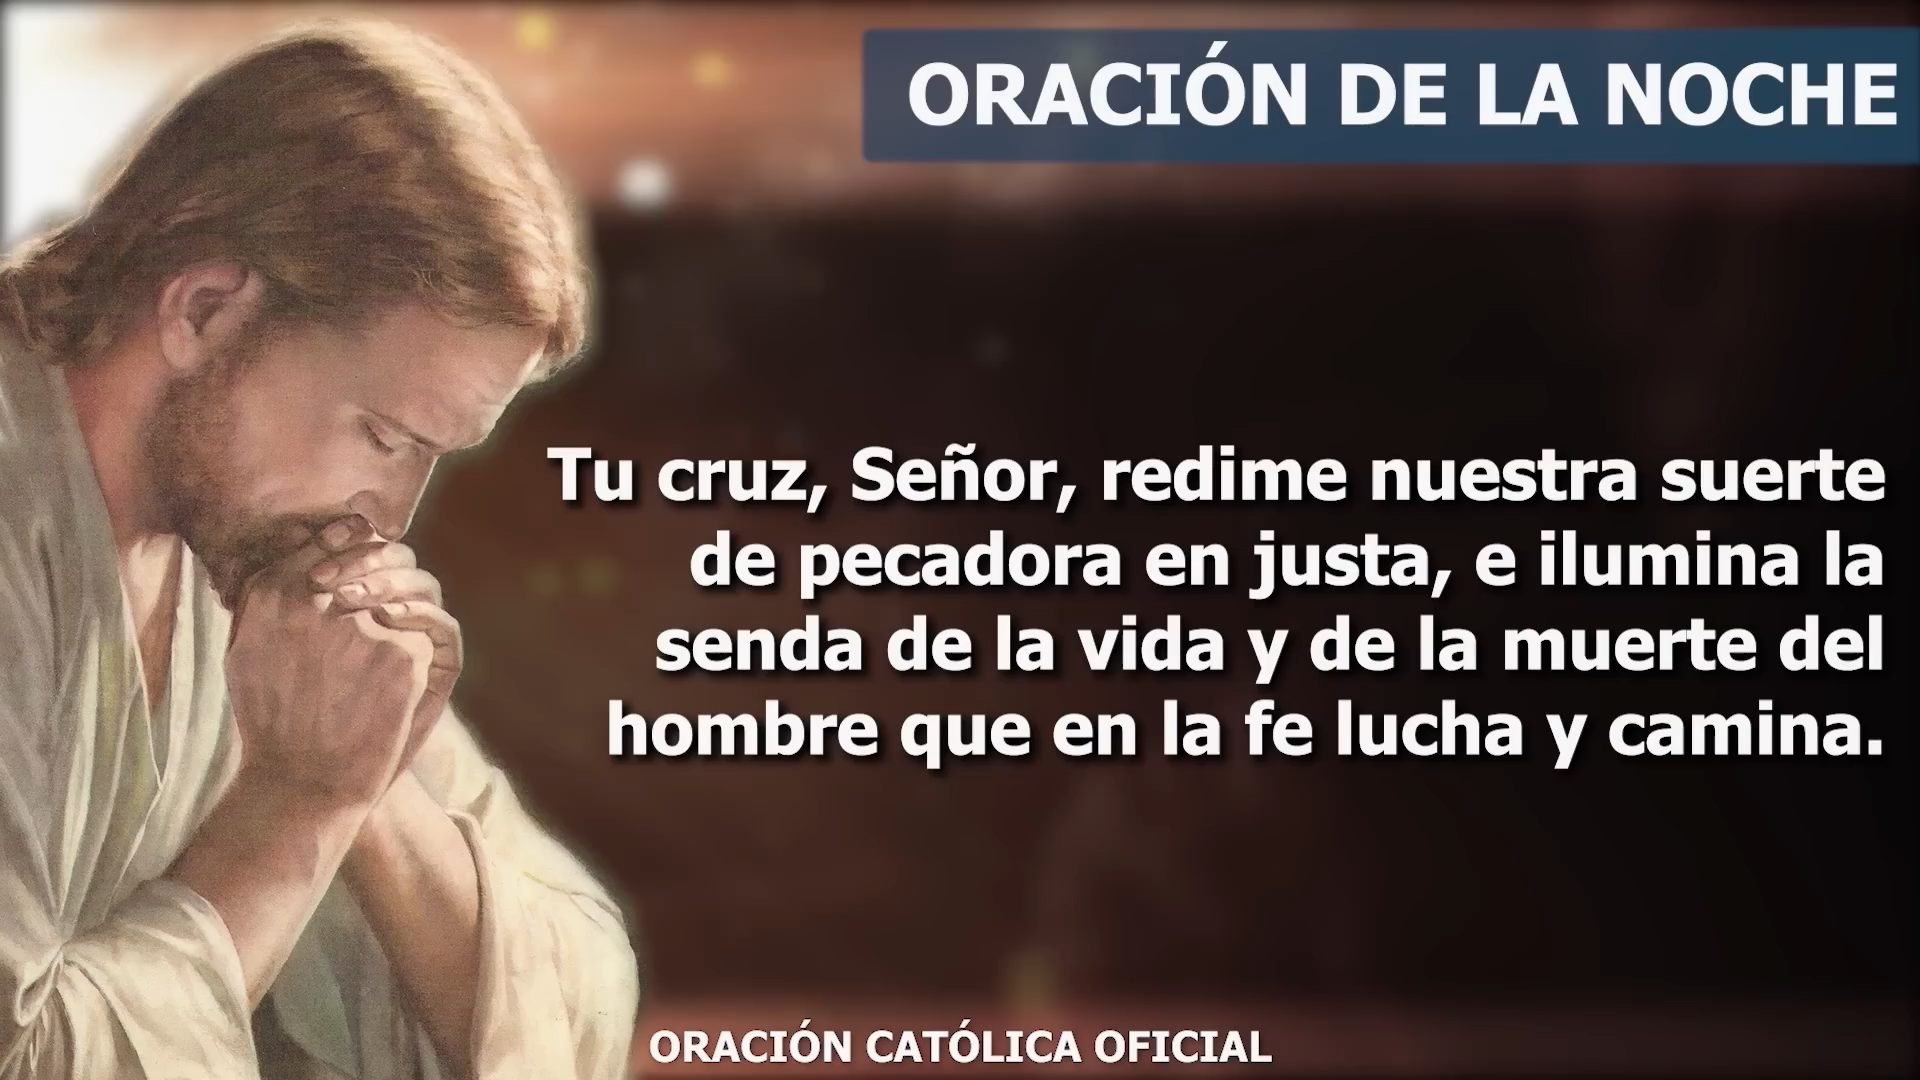 ORACIÓN DE LA NOCHE
Tu cruz, Señor, redime nuestra suerte
de pecadora en justa, e ilumina la
senda de la vida y de la muerte del
hombre que en la fe lucha y camina.
ORACIÓN CATÓLICA OFICIAL